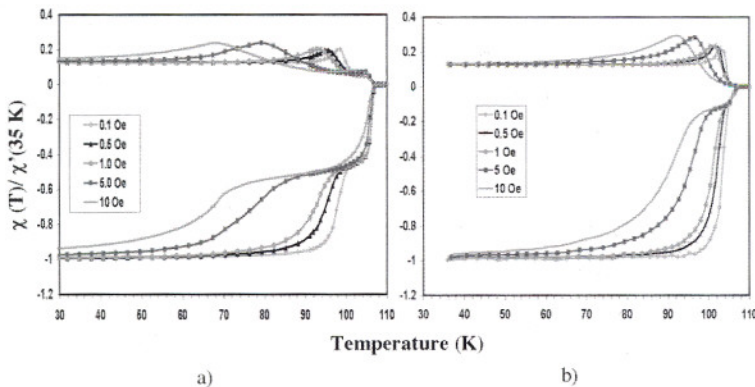 0.4
0.2
0
-0.2
-0.4
-0.6
-0.8
-1
-1.2
30 40 50 60 70 80 90 100 110
0.1 Oe
0.5 Oe
1.0 Oe
5.0 Oe
10 Oe
χ (T)/ χ'(35 K)
0.4
0.2
0
-0.2
-0.4
-0.6
-0.8
-1
-1.2
30 40 50 60 70 80 90 100 110
0.1 Oe
0.5 Oe
1 Oe
5 Oe
10 Oe
Temperature (K)
a) b)